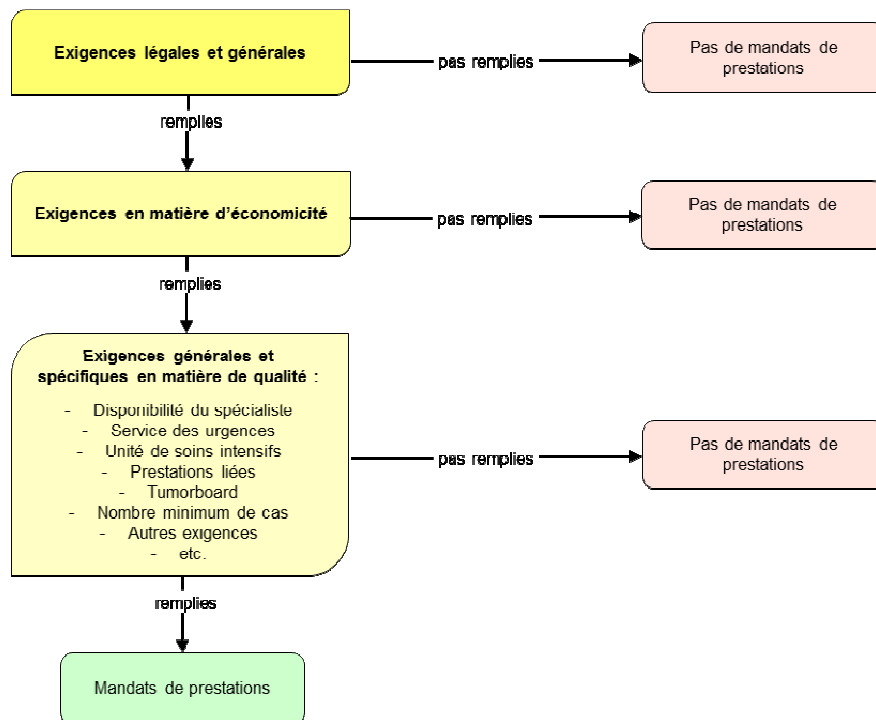 Exigences légales et générales
pas remplies
Pas de mandats de
prestations
remplies
Exigences en matière d'économicité
pas remplies
Pas de mandats de
prestations
remplies
Exigences générales et
spécifiques en matière de qualité :
- Disponibilité du spécialiste
- Service des urgences
- Unité de soins intensifs
- Prestations liées
- Tumorboard
- Nombre minimum de cas
- Autres exigences
- etc.
pas remplies
Pas de mandats de
prestations
remplies
Mandats de prestations